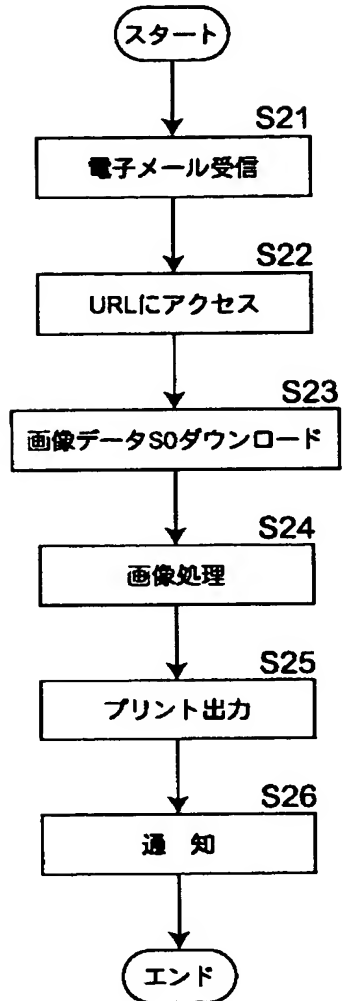 スタート
S21
電子メール受信
S22
URLにアクセス
S23
画像データS0ダウンロード
S24
画像処理
S25
プリント出力
S26
通 知
エンド